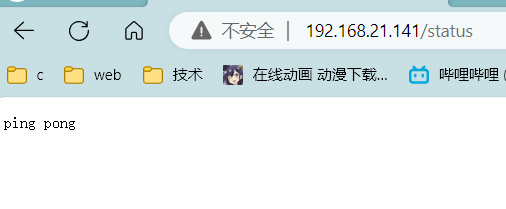 不安全 | 192.168.21.141/status
c web 技术 在线动画 动漫下载... 哔哩哔哩 (
ping pong